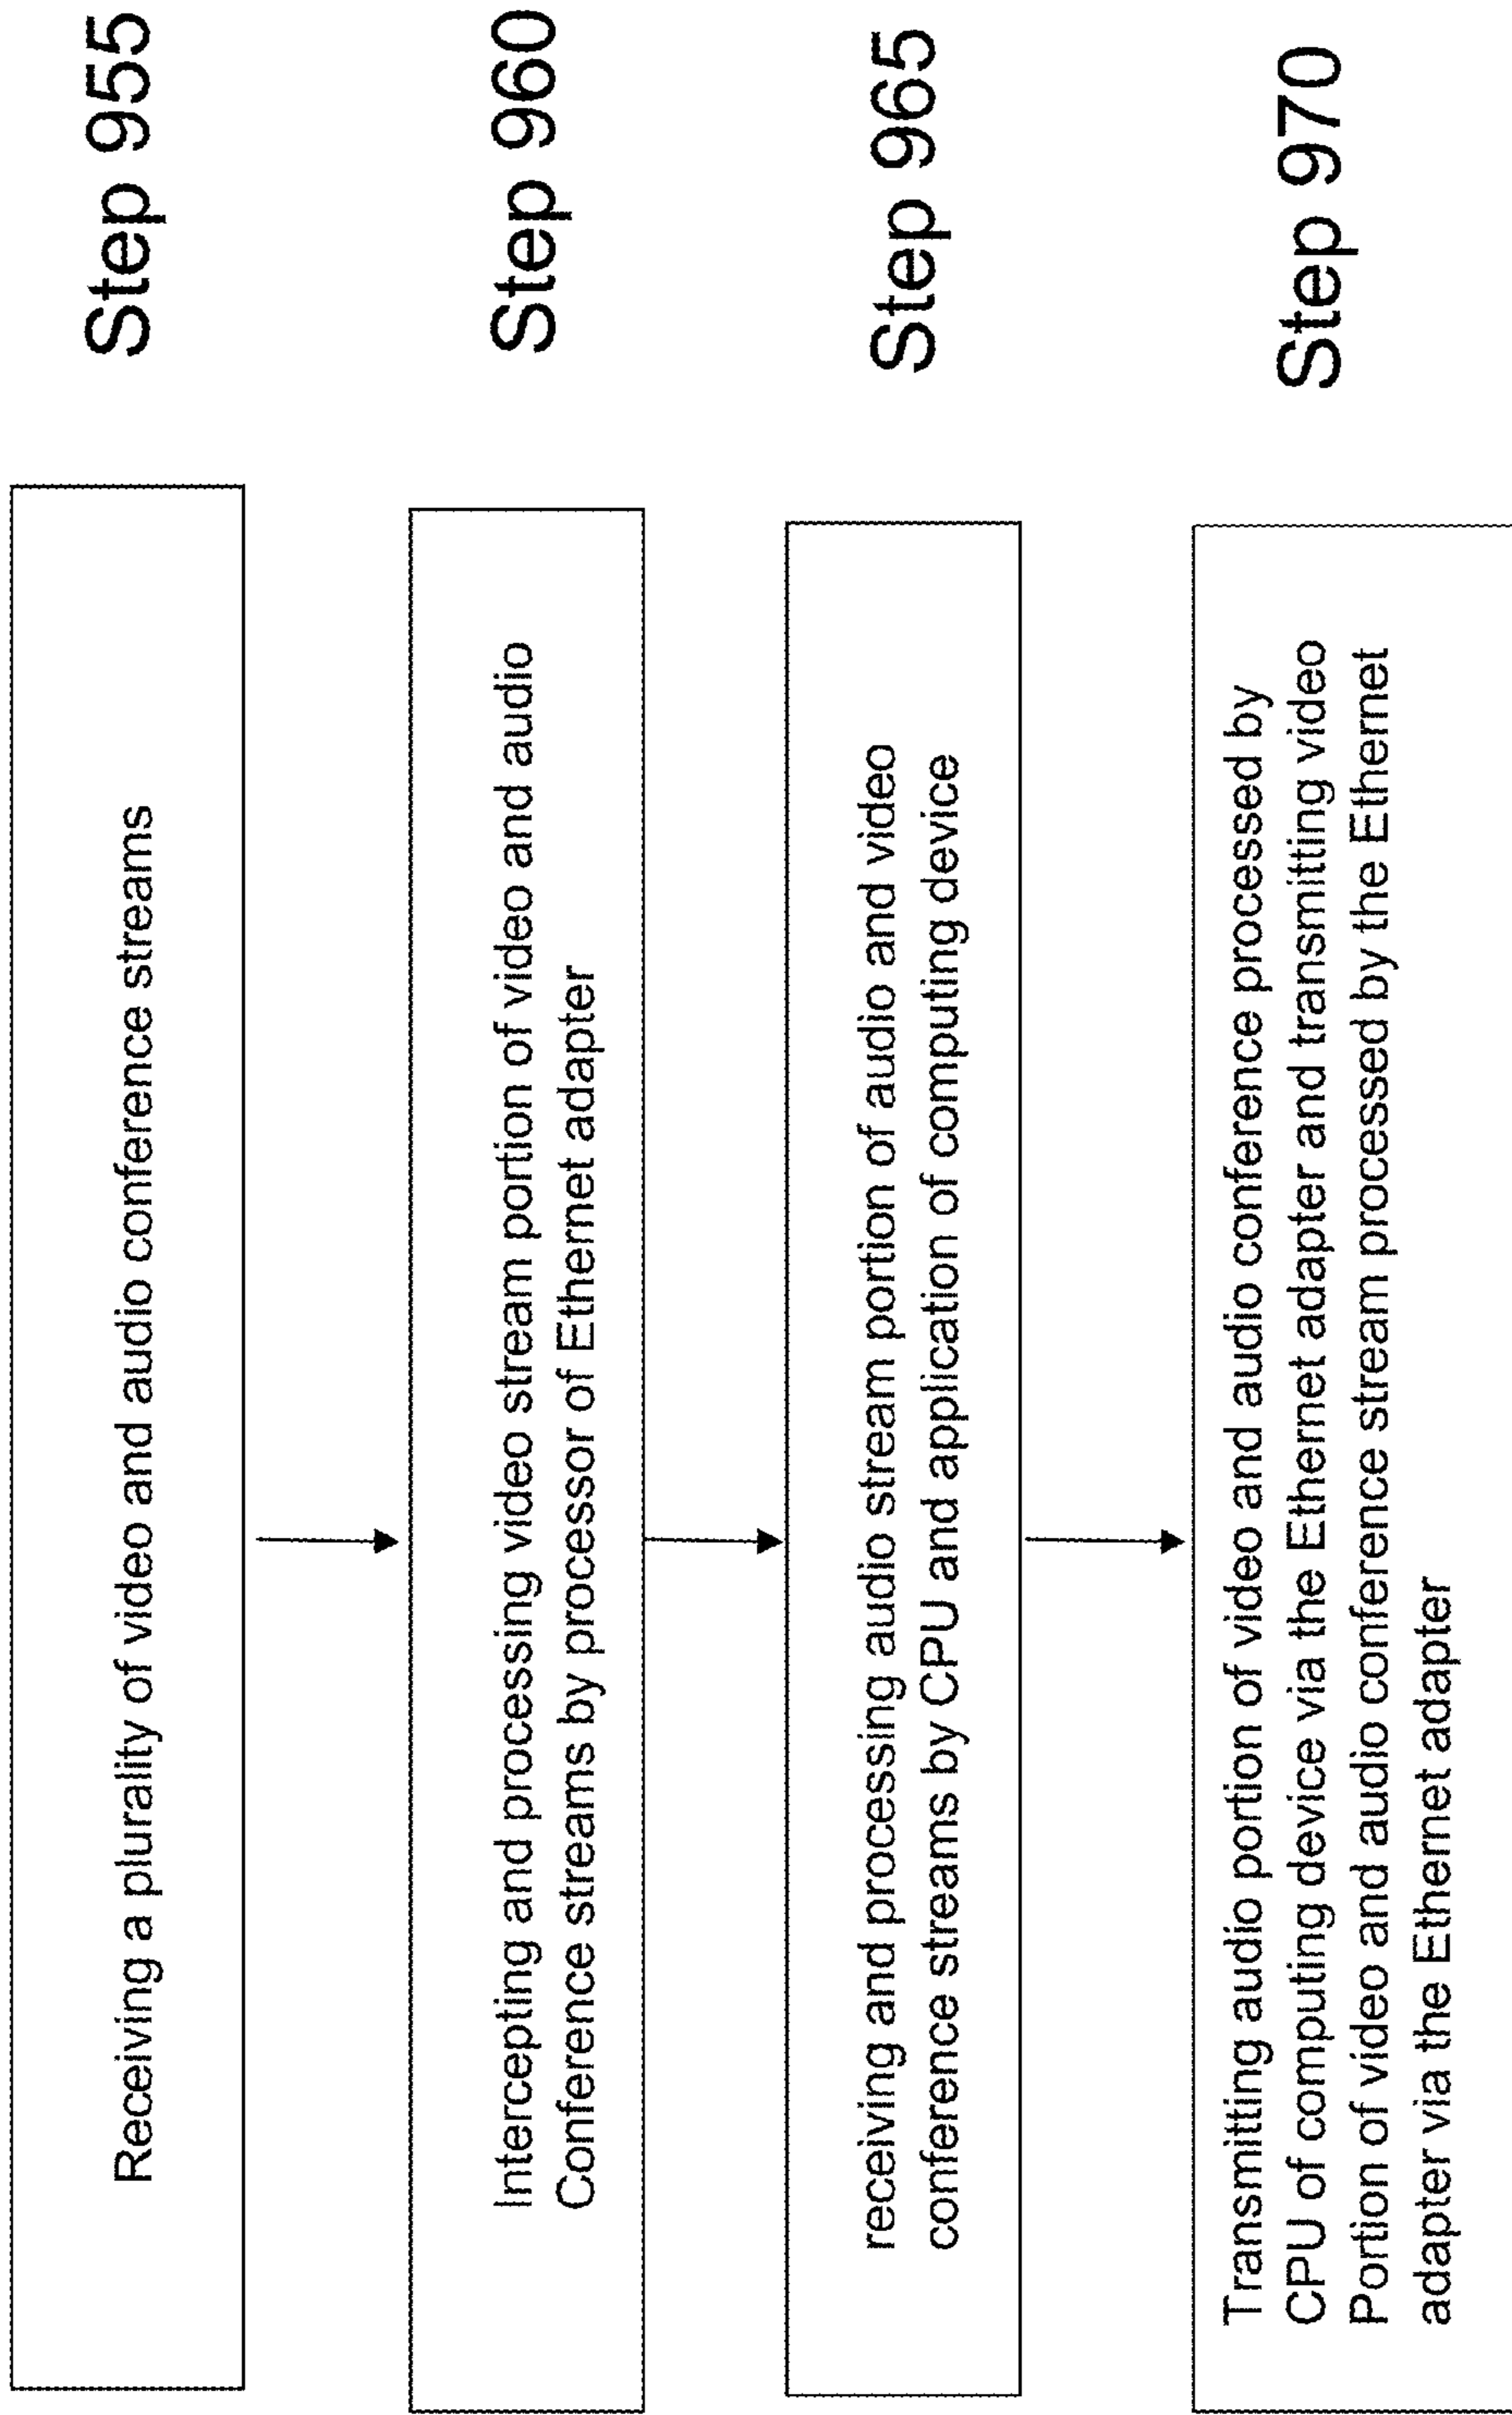 Receiving a plurality of video and audio conference streams
Step 955
Intercepting and processing video stream portion of video and audio
Conference streams by processor of Ethernet adapter
Step 960
receiving and processing audio stream portion of audio and video
conference streams by CPU and application of computing device
Step 965
Transmitting audio portion of video and audio conference processed by
CPU of computing device via the Ethernet adapter and transmitting video
Portion of video and audio conference stream processed by the Ethernet
adapter via the Ethernet adapter
Step 970